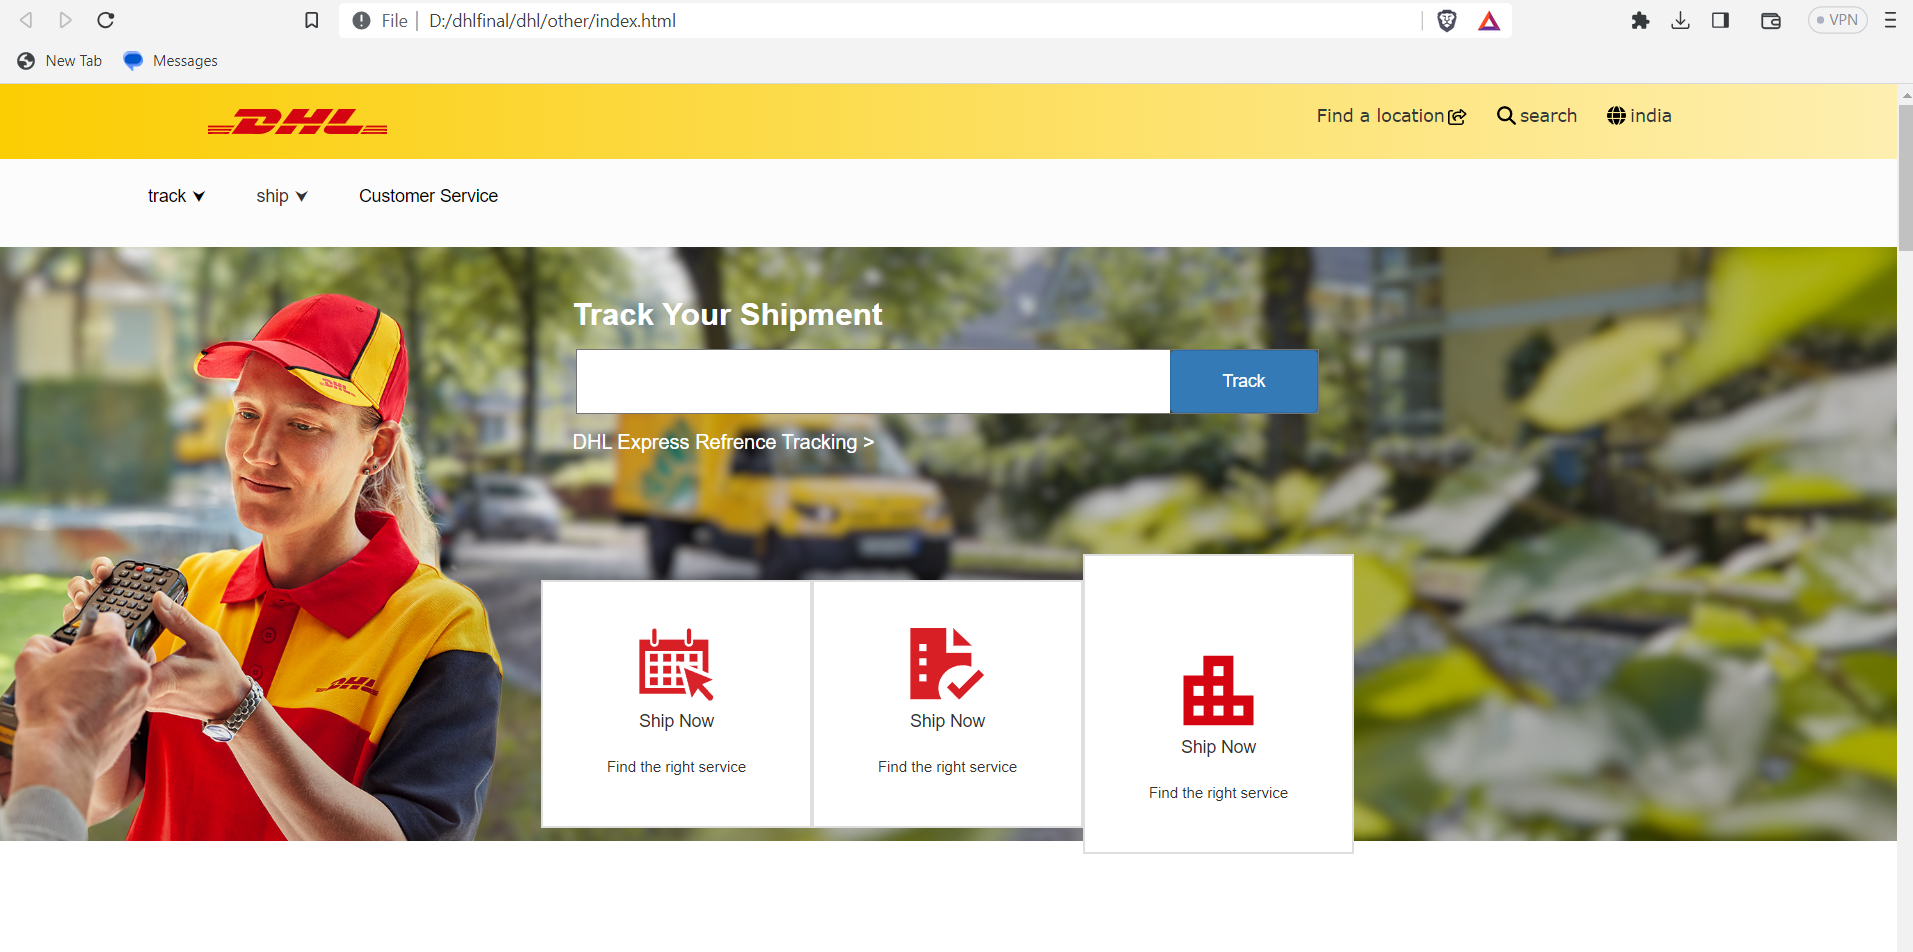 File D:/dhlfinal/dhl/other/index.html
VPN
New Tab Messages
DHL
Find a location search india
track ship Customer Service
Track Your Shipment
Track
DHL Express Refrence Tracking >
DHL
DHL
Ship Now
Find the right service
Ship Now
Find the right service
Ship Now
Find the right service